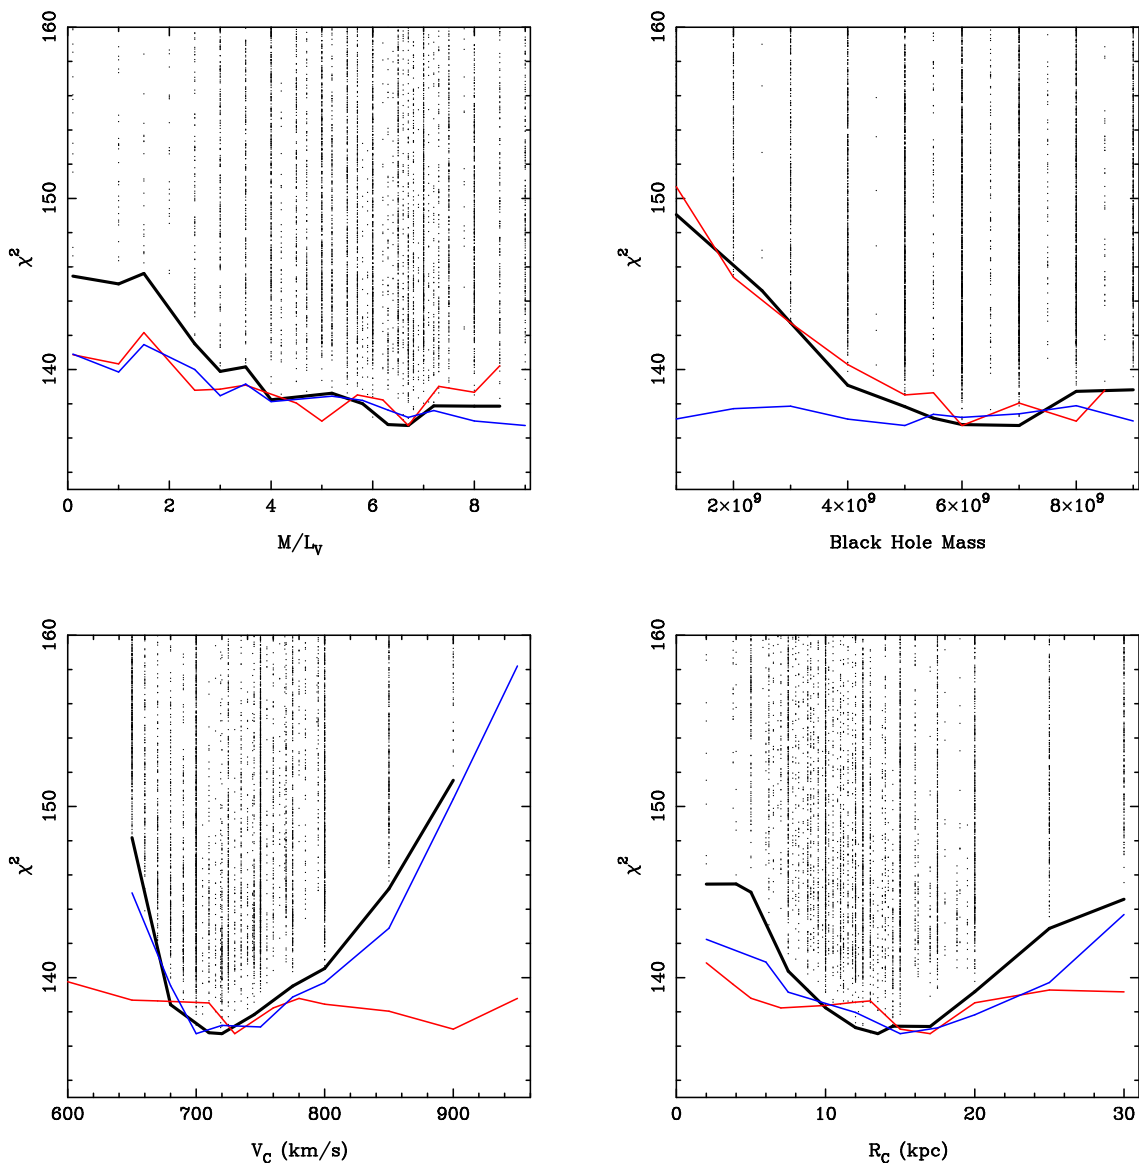 160
150
χ²
140
0 2 4 6 8
M/L_V
160
150
χ²
140
2×10⁹ 4×10⁹ 6×10⁹ 8×10⁹
Black Hole Mass
160
150
χ²
140
600 700 800 900
V_C (km/s)
160
150
χ²
140
0 10 20 30
R_C (kpc)